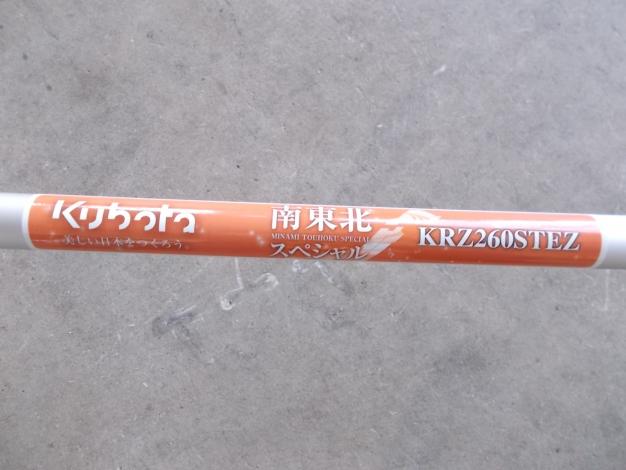 Kubota
美しい日本をつくろう。
南東北
MINAMI TOUHOKU SPECIAL
スペシャル
KRZ260STEZ